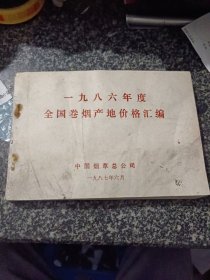 一九八六年度
全国卷烟产地价格汇编
中国烟草总公司
一九八七年六月